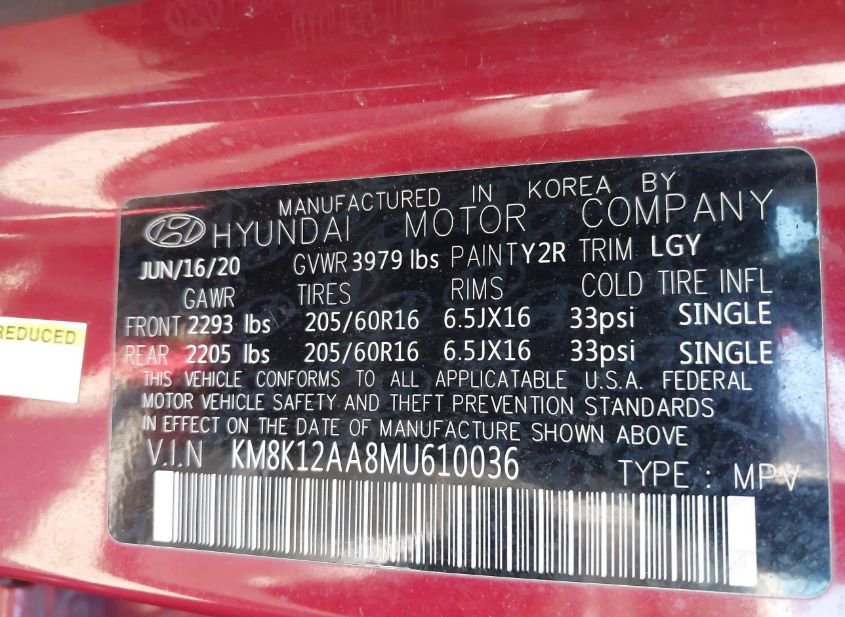 MANUFACTURED IN KOREA BY
HYUNDAI MOTOR COMPANY
JUN/16/20 GVWR 3979 lbs PAINT Y2R TRIM LGY
GAWR TIRES RIMS COLD TIRE INFL
FRONT 2293 lbs 205/60R16 6.5JX16 33psi SINGLE
REAR 2205 lbs 205/60R16 6.5JX16 33psi SINGLE
THIS VEHICLE CONFORMS TO ALL APPLICATABLE U.S.A. FEDERAL
MOTOR VEHICLE SAFETY AND THEFT PREVENTION STANDARDS
IN EFFECT ON THE DATE OF MANUFACTURE SHOWN ABOVE
V.I.N KM8K12AA8MU610036 TYPE : MPV
REDUCED